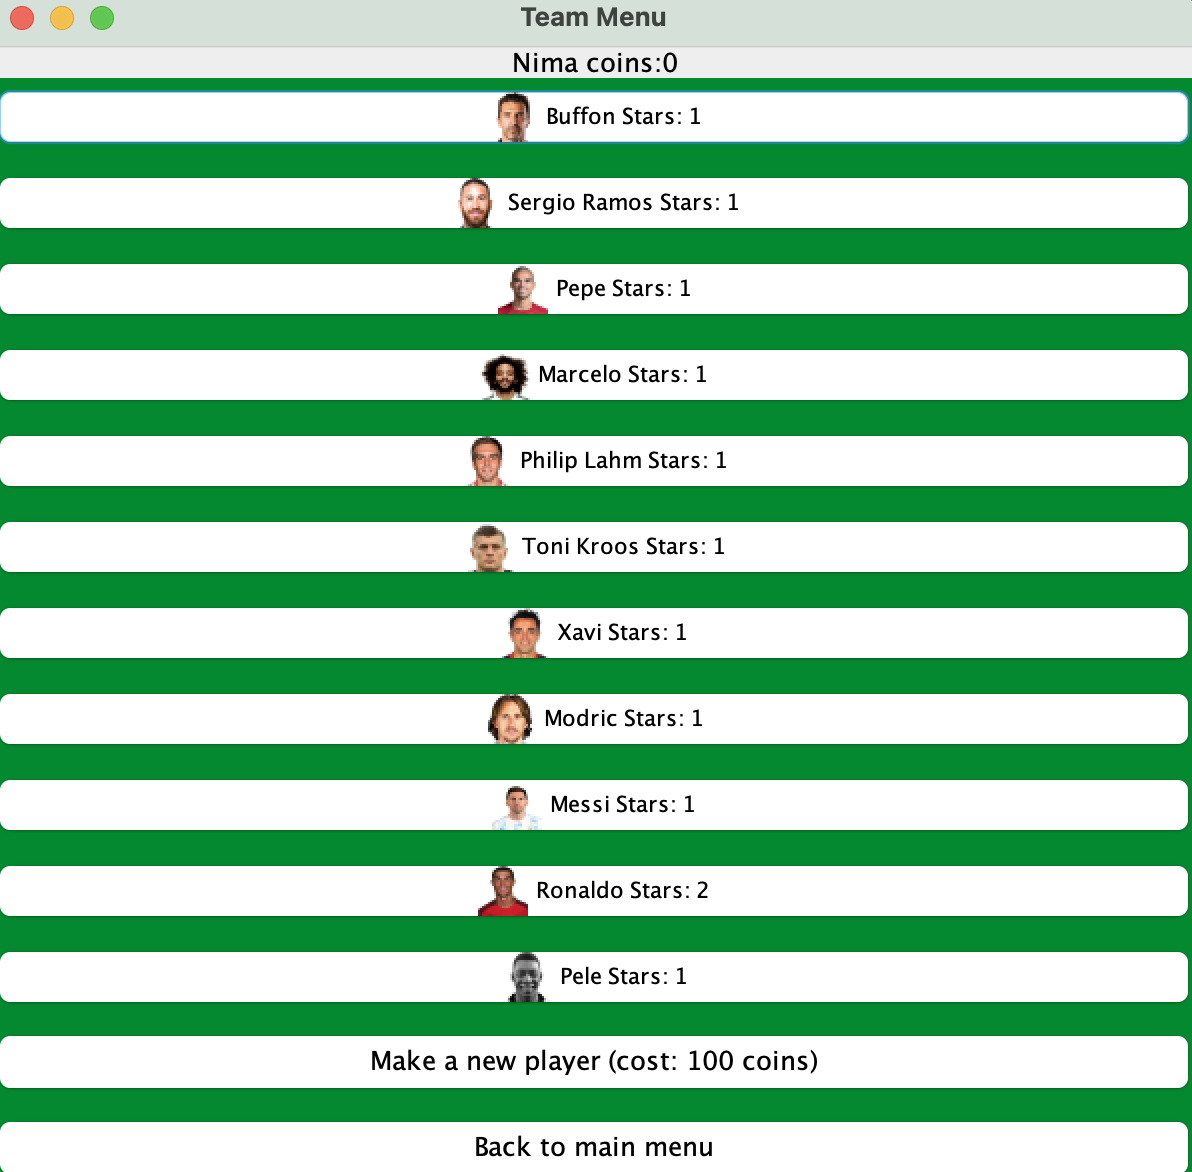 Team Menu
Nima coins:0
Buffon Stars: 1
Sergio Ramos Stars: 1
Pepe Stars: 1
Marcelo Stars: 1
Philip Lahm Stars: 1
Toni Kroos Stars: 1
Xavi Stars: 1
Modric Stars: 1
Messi Stars: 1
Ronaldo Stars: 2
Pele Stars: 1
Make a new player (cost: 100 coins)
Back to main menu